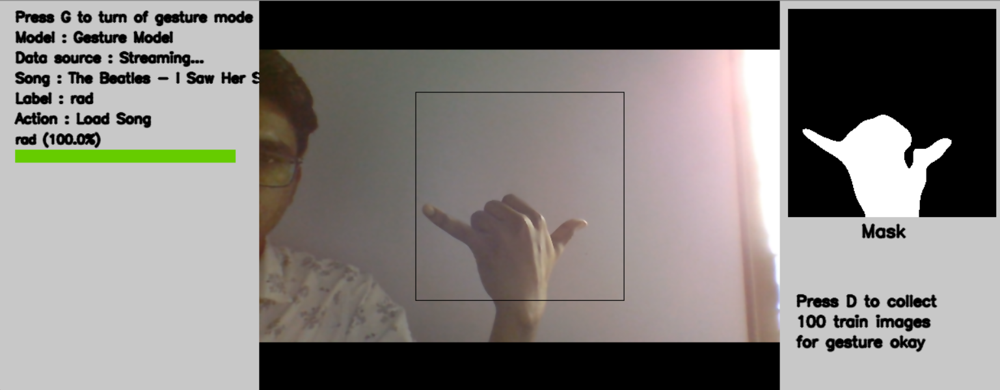 Press G to turn of gesture mode
Model : Gesture Model
Data source : Streaming...
Song : The Beatles - I Saw Her S
Label : rad
Action : Load Song
rad (100.0%)
Mask
Press D to collect
100 train images
for gesture okay